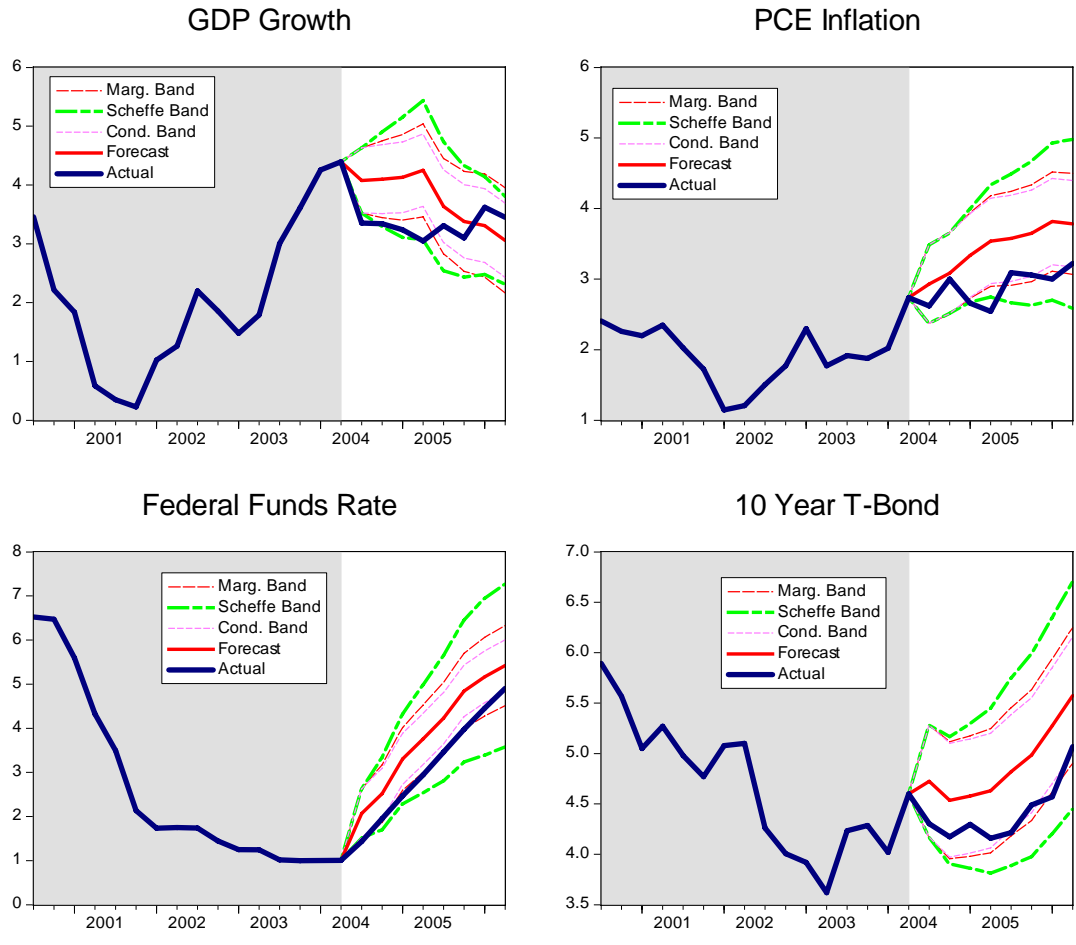 GDP Growth
6
5
4
3
2
1
0
Marg. Band
Scheffe Band
Cond. Band
Forecast
Actual
2001 2002 2003 2004 2005
PCE Inflation
6
5
4
3
2
1
Marg. Band
Scheffe Band
Cond. Band
Forecast
Actual
2001 2002 2003 2004 2005
Federal Funds Rate
8
7
6
5
4
3
2
1
0
Marg. Band
Scheffe Band
Cond. Band
Forecast
Actual
2001 2002 2003 2004 2005
10 Year T-Bond
7.0
6.5
6.0
5.5
5.0
4.5
4.0
3.5
Marg. Band
Scheffe Band
Cond. Band
Forecast
Actual
2001 2002 2003 2004 2005